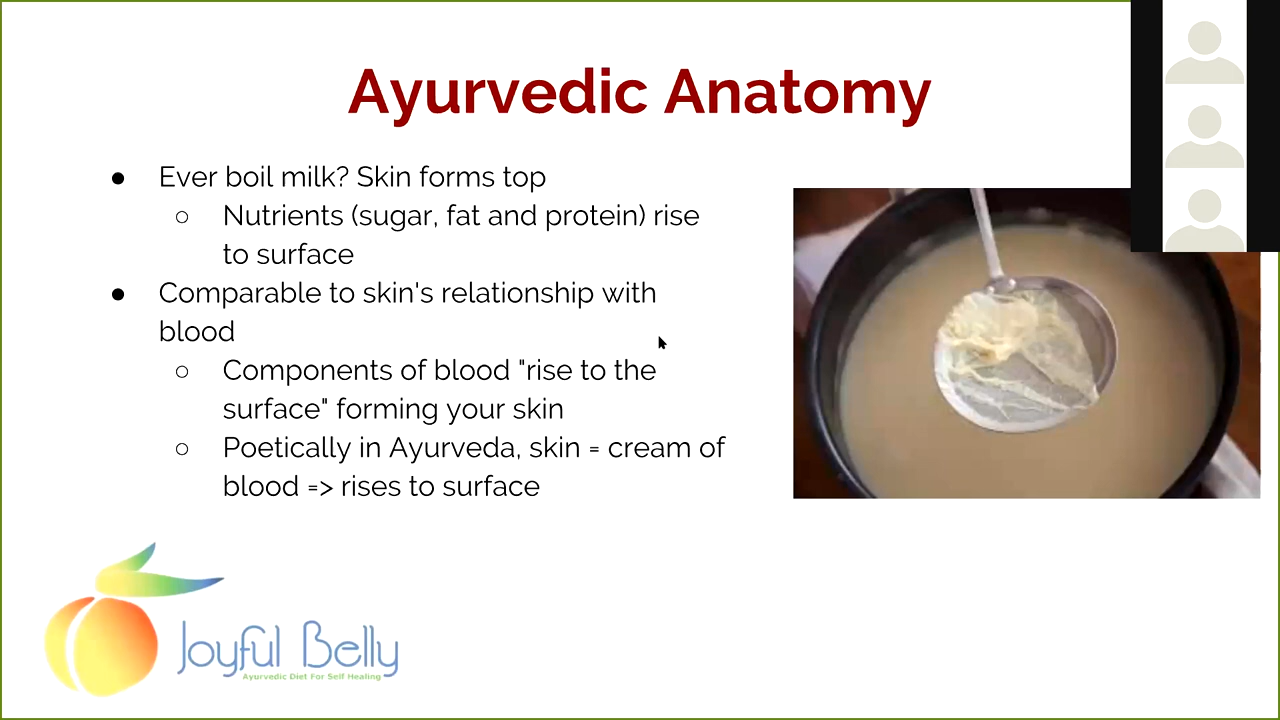 Ayurvedic Anatomy
● Ever boil milk? Skin forms top
○ Nutrients (sugar, fat and protein) rise
to surface
● Comparable to skin's relationship with
blood
○ Components of blood "rise to the
surface" forming your skin
○ Poetically in Ayurveda, skin = cream of
blood => rises to surface
Joyful Belly
Ayurvedic Diet For Self Healing